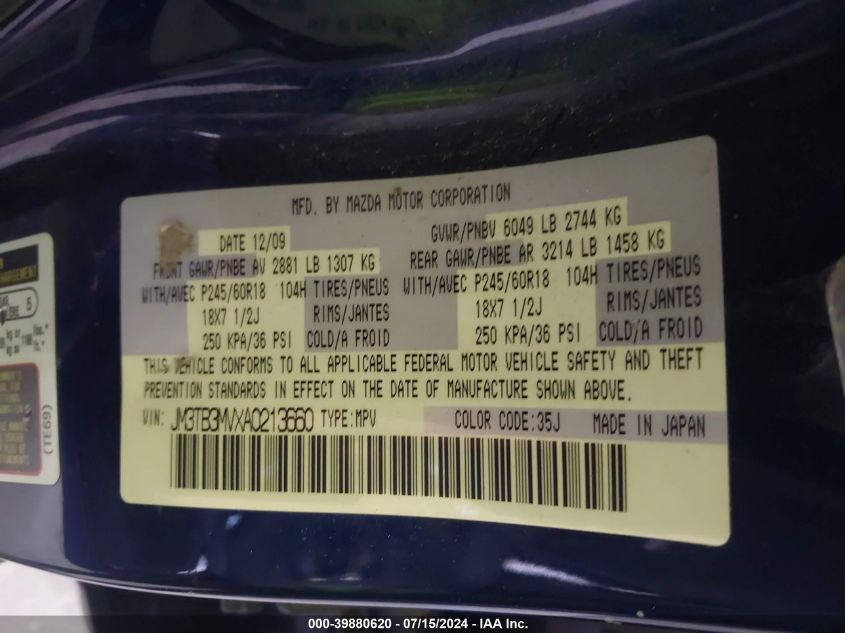 MFD. BY MAZDA MOTOR CORPORATION
DATE 12/09
GVWR/PNBV 6049 LB 2744 KG
FRONT GAWR/PNBE AV 2881 LB 1307 KG
REAR GAWR/PNBE AR 3214 LB 1458 KG
WITH/AVEC P245/60R18 104H TIRES/PNEUS
WITH/AVEC P245/60R18 104H TIRES/PNEUS
18X7 1/2J RIMS/JANTES
18X7 1/2J RIMS/JANTES
250 KPA/36 PSI COLD/A FROID
250 KPA/36 PSI COLD/A FROID
THIS VEHICLE CONFORMS TO ALL APPLICABLE FEDERAL MOTOR VEHICLE SAFETY AND THEFT
PREVENTION STANDARDS IN EFFECT ON THE DATE OF MANUFACTURE SHOWN ABOVE.
VIN: JM3TB3MVXA0213660 TYPE:MPV COLOR CODE:35J MADE IN JAPAN
5
(TE69)
000-39880620 - 07/15/2024 - IAA Inc.